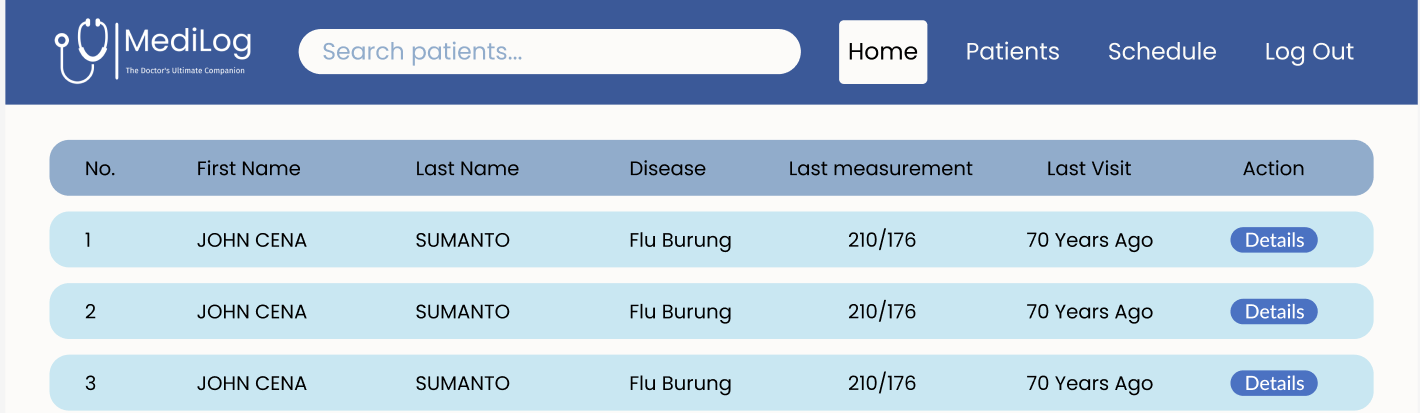 MediLog
The Doctor's Ultimate Companion
Search patients...
Home Patients Schedule Log Out
No. First Name Last Name Disease Last measurement Last Visit Action
1 JOHN CENA SUMANTO Flu Burung 210/176 70 Years Ago Details
2 JOHN CENA SUMANTO Flu Burung 210/176 70 Years Ago Details
3 JOHN CENA SUMANTO Flu Burung 210/176 70 Years Ago Details